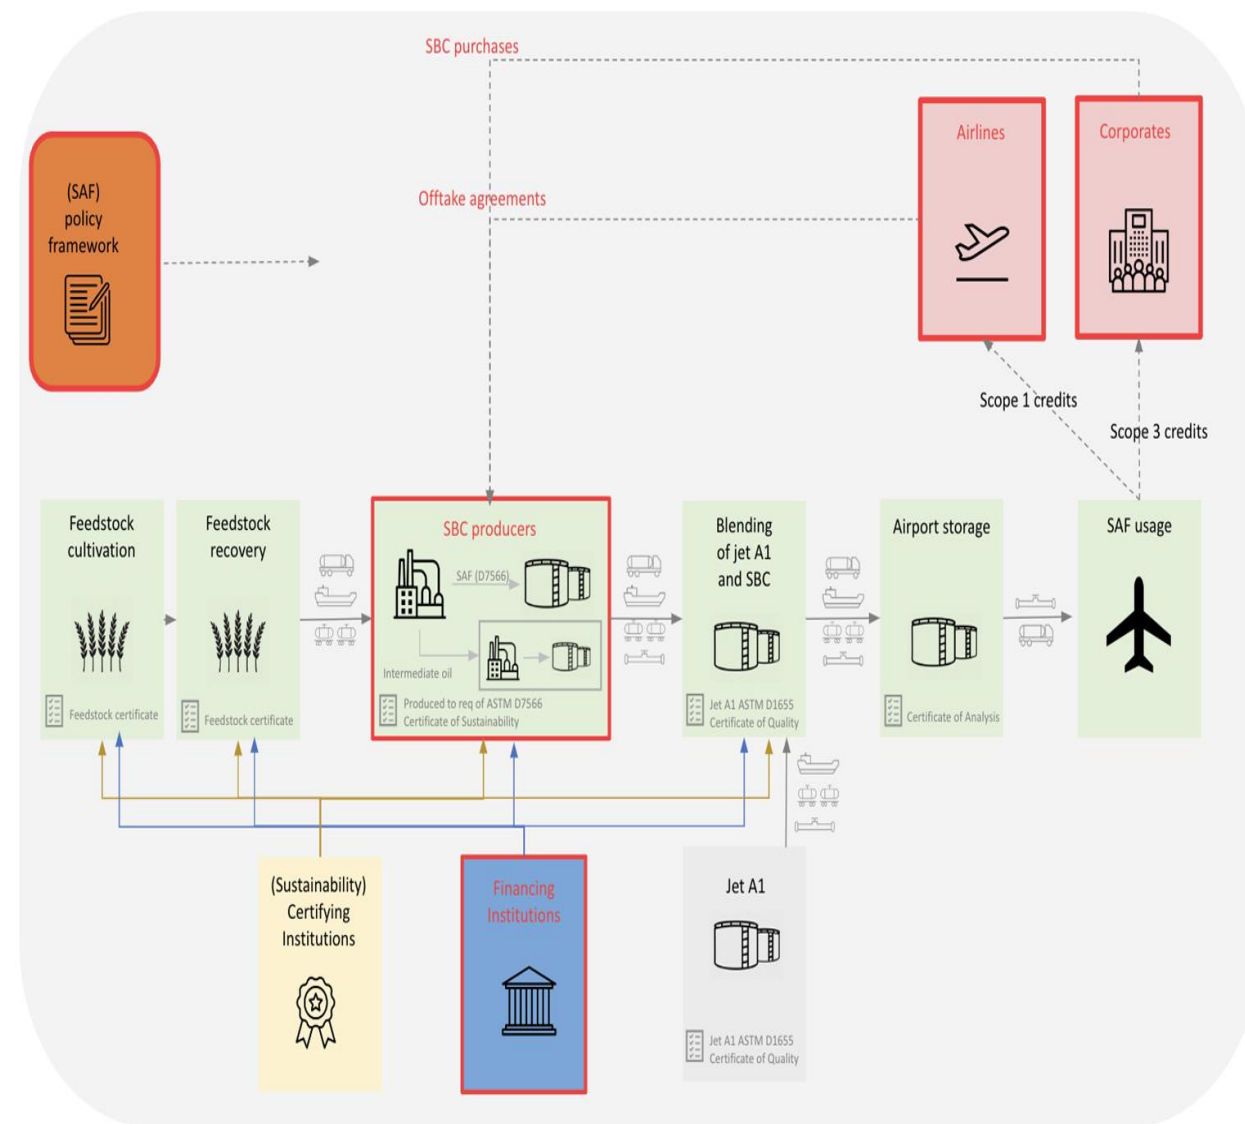 SBC purchases
Airlines
Corporates
(SAF)
policy
framework
Offtake agreements
Scope 1 credits
Scope 3 credits
Feedstock
cultivation
Feedstock certificate
Feedstock
recovery
Feedstock certificate
SBC producers
SAF (D7566)
Intermediate oil
Produced to req of ASTM D7566
Certificate of Sustainability
Blending
of jet A1
and SBC
Jet A1 ASTM D1655
Certificate of Quality
Airport storage
Certificate of Analysis
SAF usage
(Sustainability)
Certifying
Institutions
Financing
Institutions
Jet A1
Jet A1 ASTM D1655
Certificate of Quality